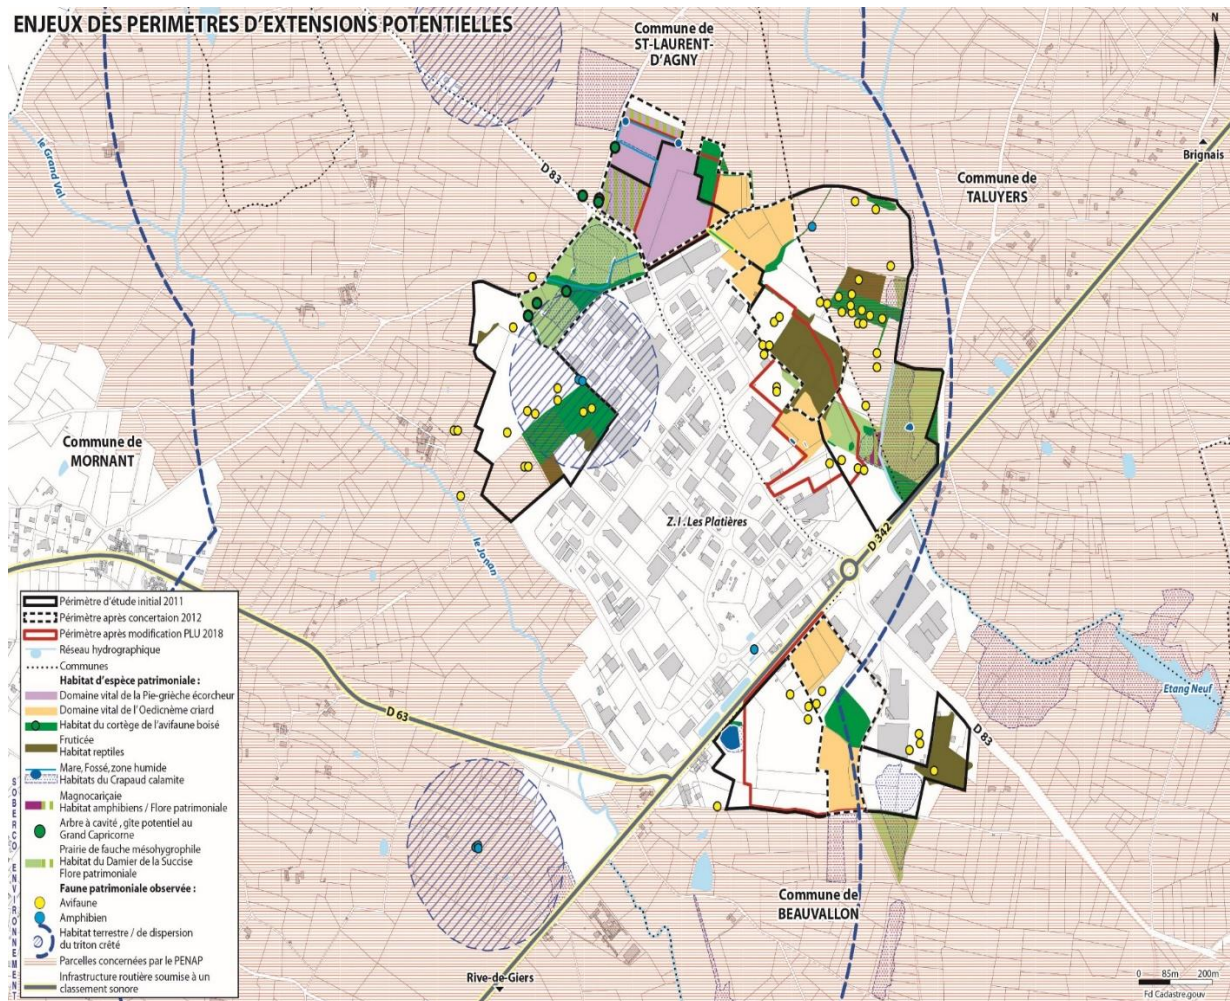 ENJEUX DES PERIMETRES D'EXTENSIONS POTENTIELLES
Commune de
ST-LAURENT-
D'AGNY
N
le Grand Val
D 83
Brignais
Commune de
TALUYERS
Commune de
MORNANT
Z.I. Les Platières
D 342
le Jonan
D 63
Etang Neuf
D 83
Commune de
BEAUVALLON
Rive-de-Giers
0 85m 200m
Fd Cadastre.gouv
Périmètre d'étude initial 2011
Périmètre après concertaion 2012
Périmètre après modification PLU 2018
Réseau hydrographique
Communes
Habitat d'espèce patrimoniale :
Domaine vital de la Pie-grièche écorcheur
Domaine vital de l'Oedicnème criard
Habitat du cortège de l'avifaune boisé
Fruticée
Habitat reptiles
Mare, Fossé, zone humide
Habitats du Crapaud calamite
Magnocariçaie
Habitat amphibiens / Flore patrimoniale
Arbre à cavité , gîte potentiel au
Grand Capricorne
Prairie de fauche mésohygrophile
Habitat du Damier de la Succise
Flore patrimoniale
Faune patrimoniale observée :
Avifaune
Amphibien
Habitat terrestre / de dispersion
du triton crêté
Parcelles concernées par le PENAP
Infrastructure routière soumise à un
classement sonore
SOBERCO ENVIRONNEMENT